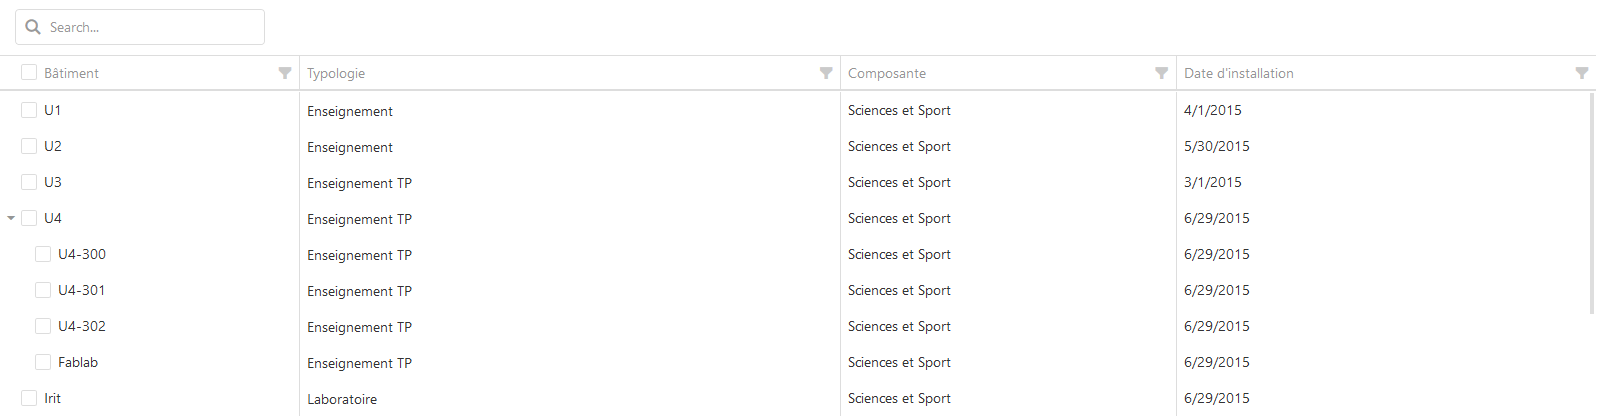 Search...
Bâtiment Typologie Composante Date d'installation
U1 Enseignement Sciences et Sport 4/1/2015
U2 Enseignement Sciences et Sport 5/30/2015
U3 Enseignement TP Sciences et Sport 3/1/2015
U4 Enseignement TP Sciences et Sport 6/29/2015
U4-300 Enseignement TP Sciences et Sport 6/29/2015
U4-301 Enseignement TP Sciences et Sport 6/29/2015
U4-302 Enseignement TP Sciences et Sport 6/29/2015
Fablab Enseignement TP Sciences et Sport 6/29/2015
Irit Laboratoire Sciences et Sport 6/29/2015